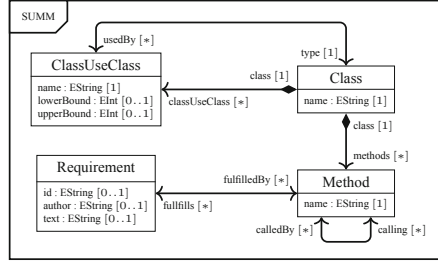 SUMM
usedBy [*]
type [1]
ClassUseClass
name : EString [1]
lowerBound : EInt [0..1]
upperBound : EInt [0..1]
class [1]
classUseClass [*]
Class
name : EString [1]
class [1]
methods [*]
Requirement
id : EString [0..1]
author : EString [0..1]
text : EString [0..1]
fulfilledBy [*]
fullfills [*]
Method
name : EString [1]
calledBy [*]
calling [*]